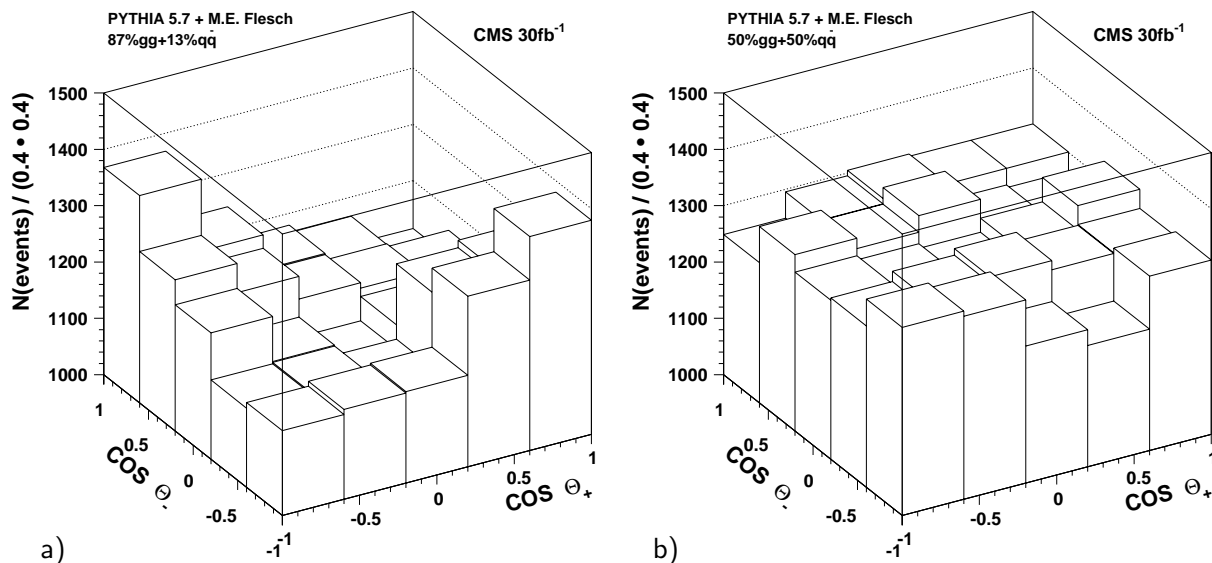 PYTHIA 5.7 + M.E. Flesch
87%gg+13%qq̄
CMS 30fb⁻¹
N(events) / (0.4 • 0.4)
1500
1400
1300
1200
1100
1000
1
0.5
0
-0.5
-1
COS Θ₋
-1
-0.5
0
0.5
1
COS Θ₊
a)
PYTHIA 5.7 + M.E. Flesch
50%gg+50%qq̄
CMS 30fb⁻¹
N(events) / (0.4 • 0.4)
1500
1400
1300
1200
1100
1000
1
0.5
0
-0.5
-1
COS Θ₋
-1
-0.5
0
0.5
1
COS Θ₊
b)